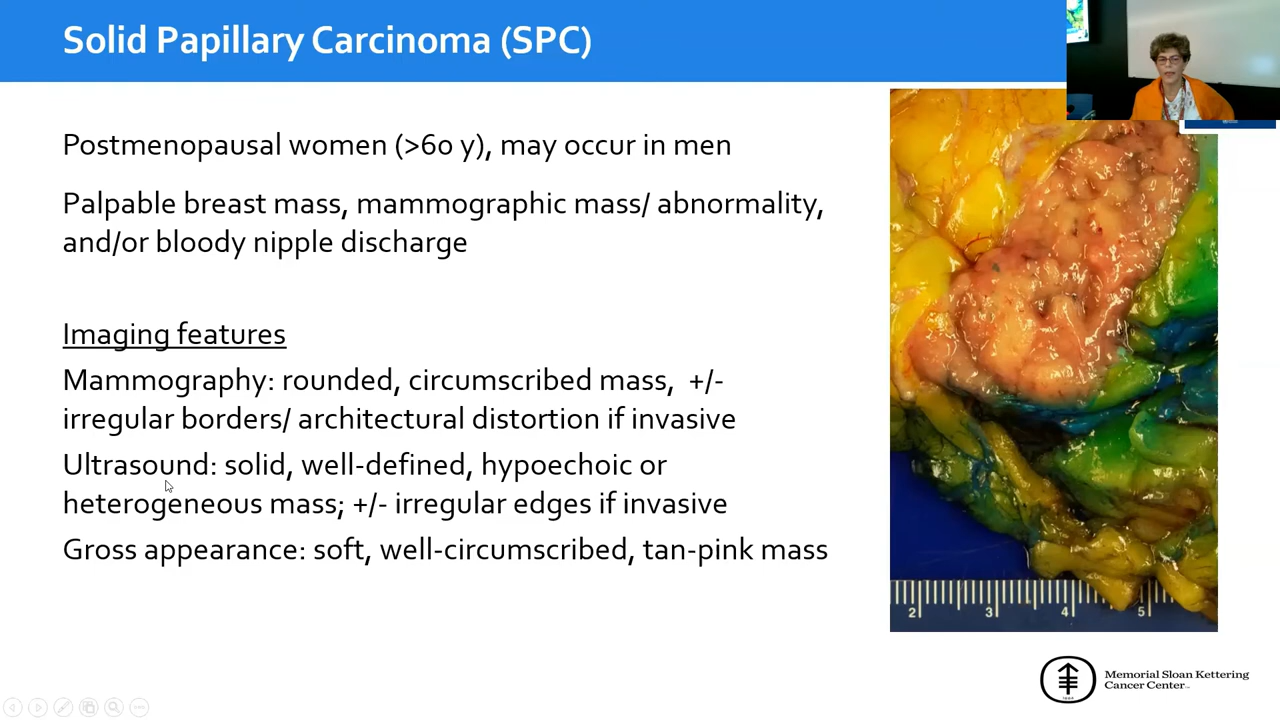 Solid Papillary Carcinoma (SPC)
Postmenopausal women (>60 y), may occur in men
Palpable breast mass, mammographic mass/ abnormality,
and/or bloody nipple discharge
Imaging features
Mammography: rounded, circumscribed mass, +/-
irregular borders/ architectural distortion if invasive
Ultrasound: solid, well-defined, hypoechoic or
heterogeneous mass; +/- irregular edges if invasive
Gross appearance: soft, well-circumscribed, tan-pink mass
2 3 4 5
Memorial Sloan Kettering
Cancer Center